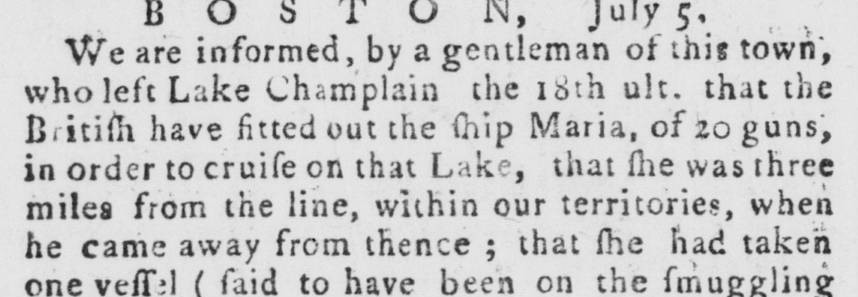 BOSTON, July 5.
We are informed, by a gentleman of this town,
who left Lake Champlain the 18th ult. that the
Britiſh have fitted out the ſhip Maria, of 20 guns,
in order to cruiſe on that Lake, that ſhe was three
miles from the line, within our territories, when
he came away from thence ; that ſhe had taken
one veſſel ( ſaid to have been on the ſmuggling